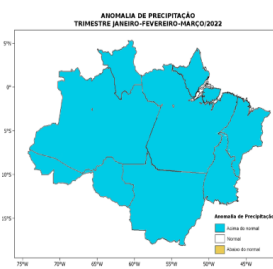 ANOMALIA DE PRECIPITAÇÃO
TRIMESTRE JANEIRO-FEVEREIRO-MARÇO/2022
5°N
0°
5°S
10°S
15°S
75°W 70°W 65°W 60°W 55°W 50°W 45°W
Anomalia de Precipitação
Acima do normal
Normal
Abaixo do normal